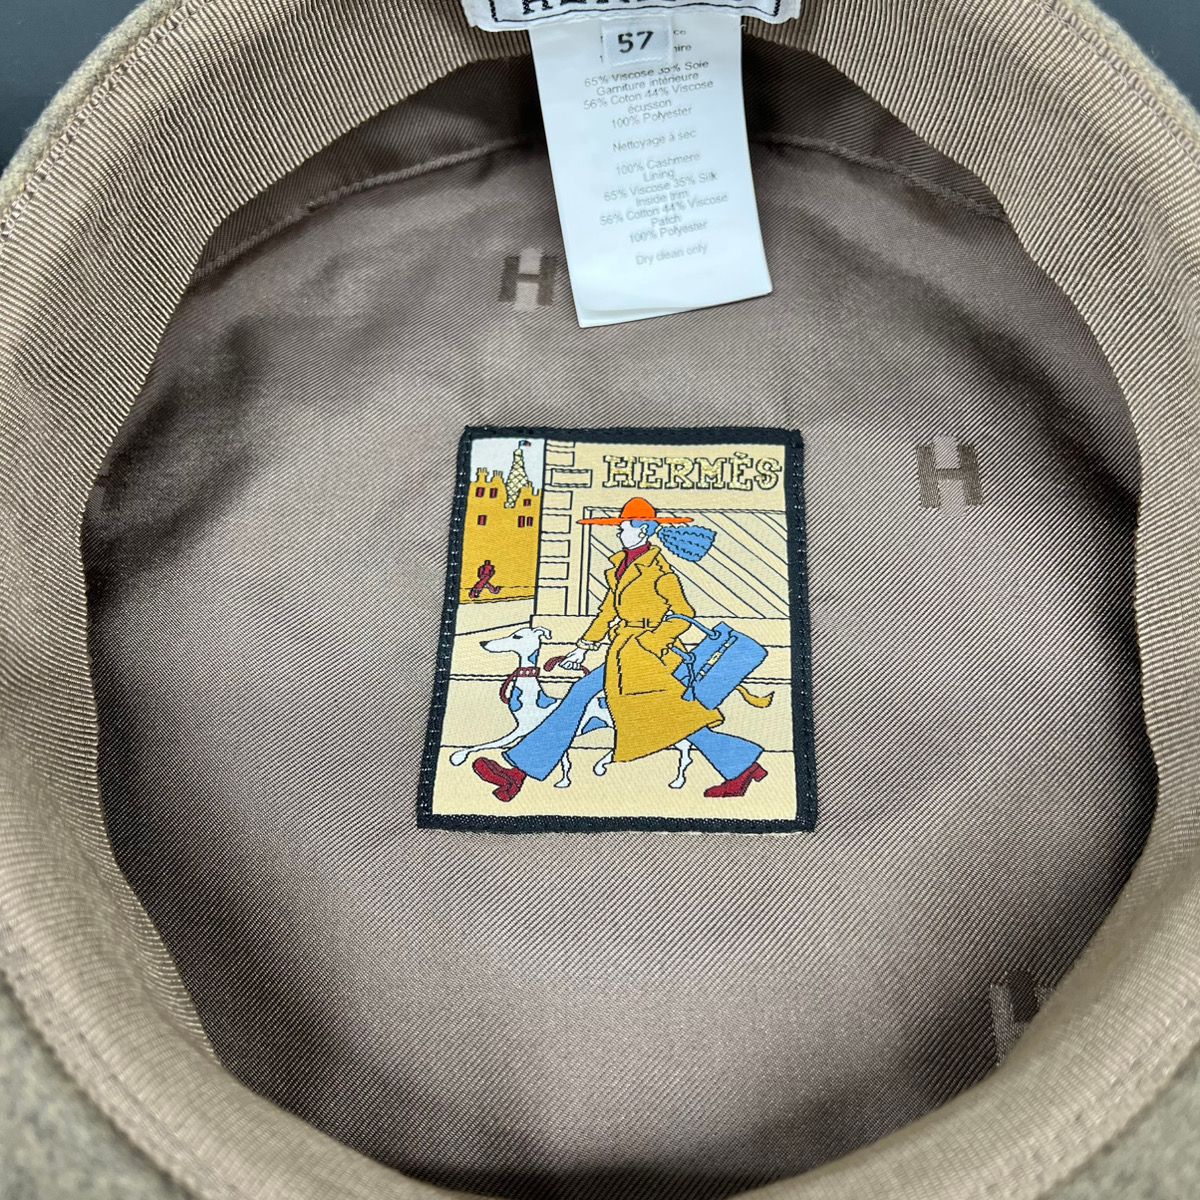 57
65% Viscose 35% Soie
Garniture intérieure
56% Coton 44% Viscose
écusson
100% Polyester
Nettoyage à sec
100% Cashmere
Lining
65% Viscose 35% Silk
Inside trim
56% Cotton 44% Viscose
Patch
100% Polyester
Dry clean only
H
H
HERMÈS